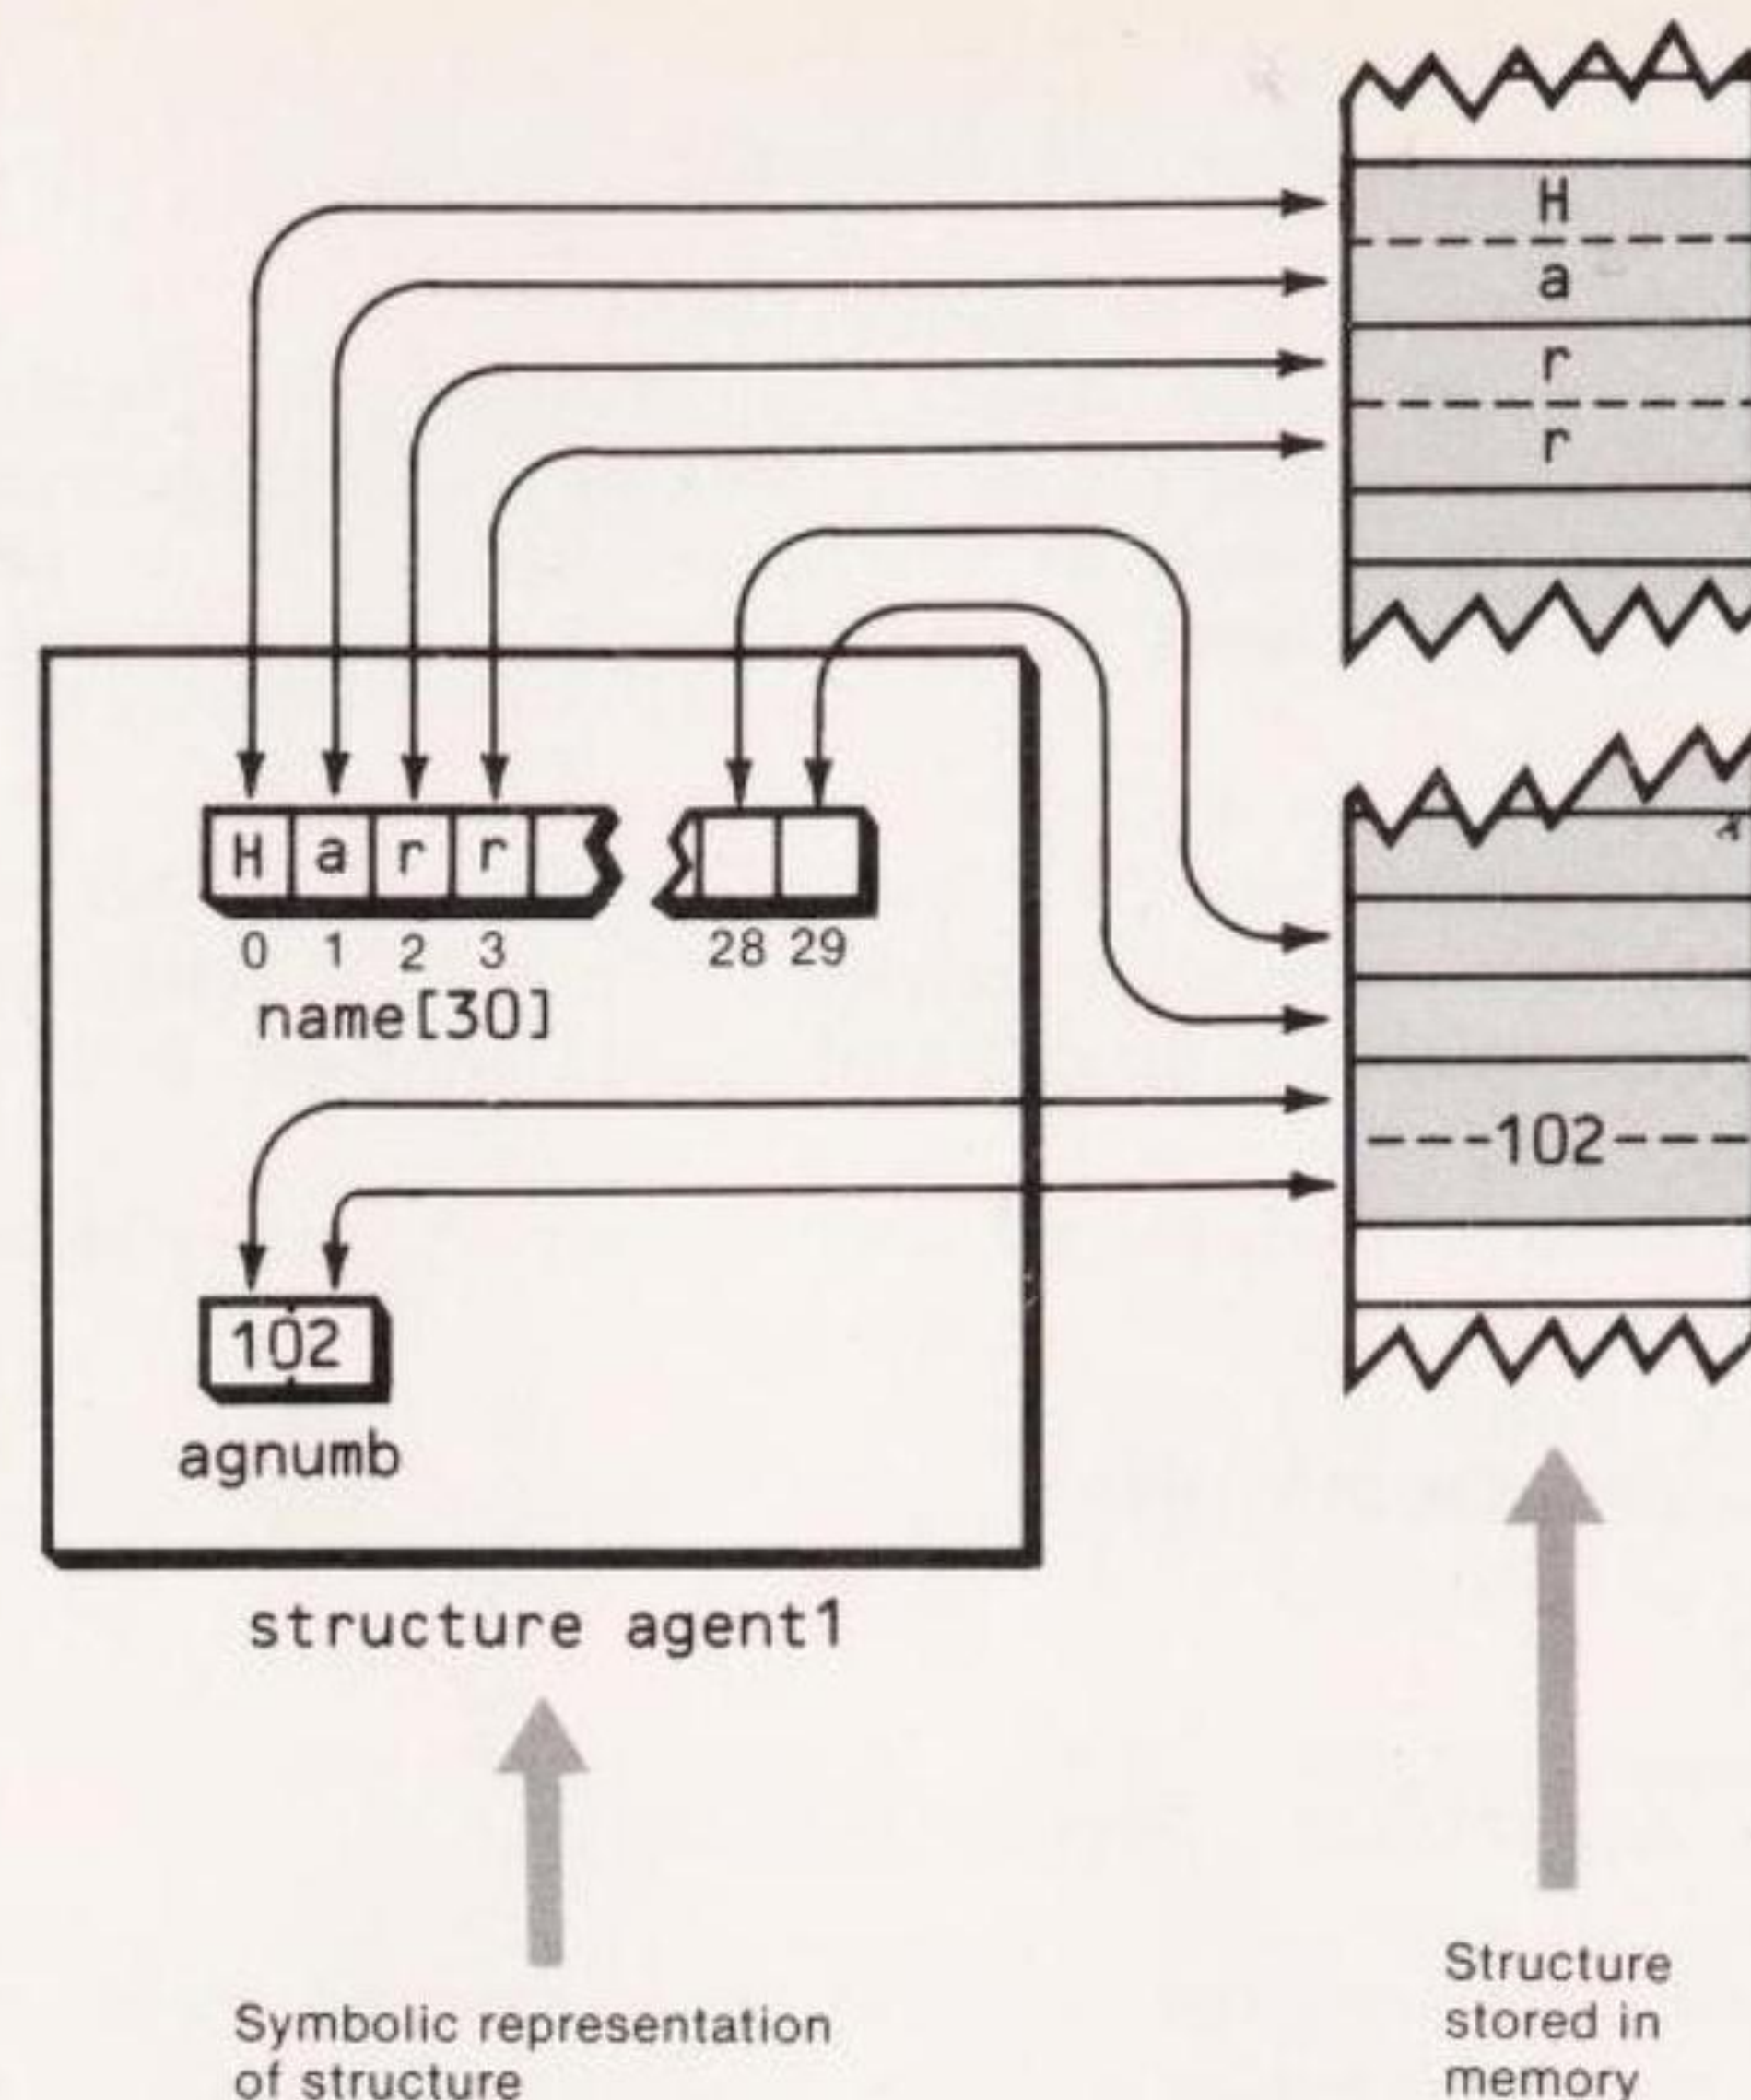 H
a
r
r
H a r r
0 1 2 3 28 29
name[30]
---102---
102
agnumb
structure agent1
Symbolic representation
of structure
Structure
stored in
memory